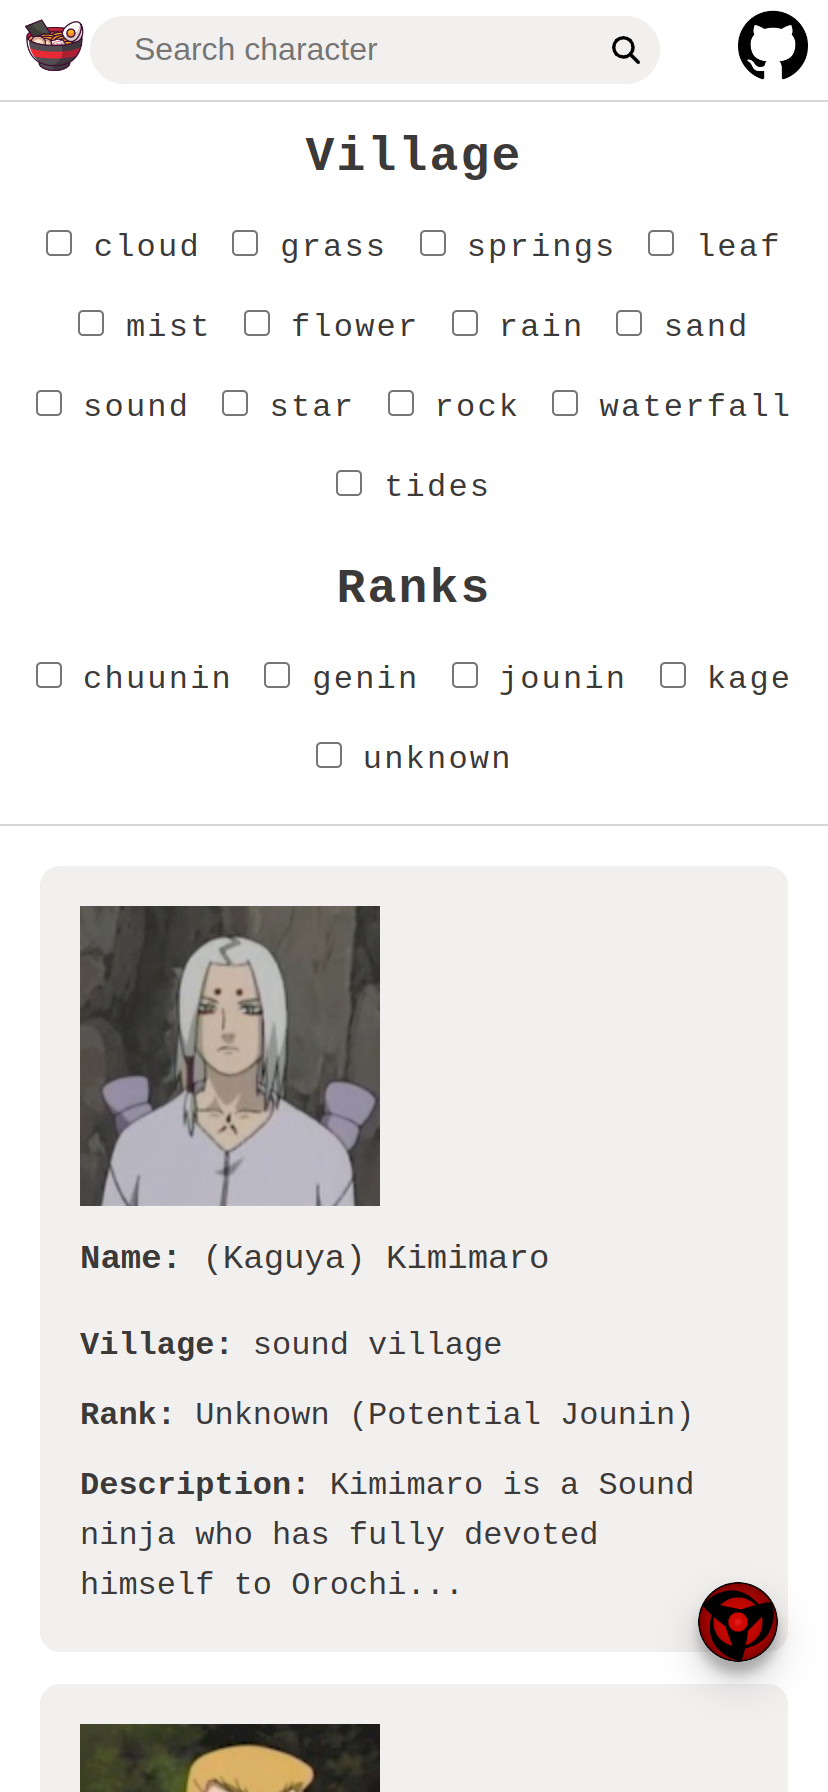 Search character
Village
cloud grass springs leaf
mist flower rain sand
sound star rock waterfall
tides
Ranks
chuunin genin jounin kage
unknown
Name: (Kaguya) Kimimaro
Village: sound village
Rank: Unknown (Potential Jounin)
Description: Kimimaro is a Sound
ninja who has fully devoted
himself to Orochi...